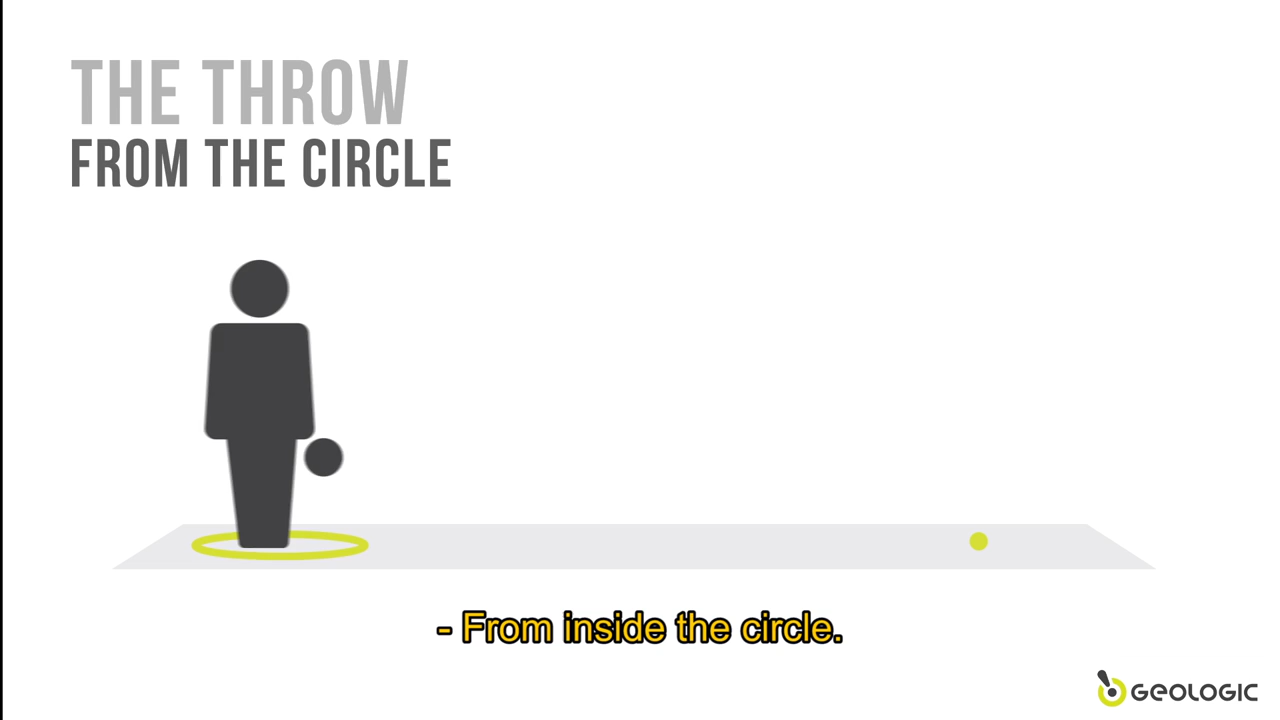 THE THROW
FROM THE CIRCLE
- From inside the circle.
GEOLOGIC